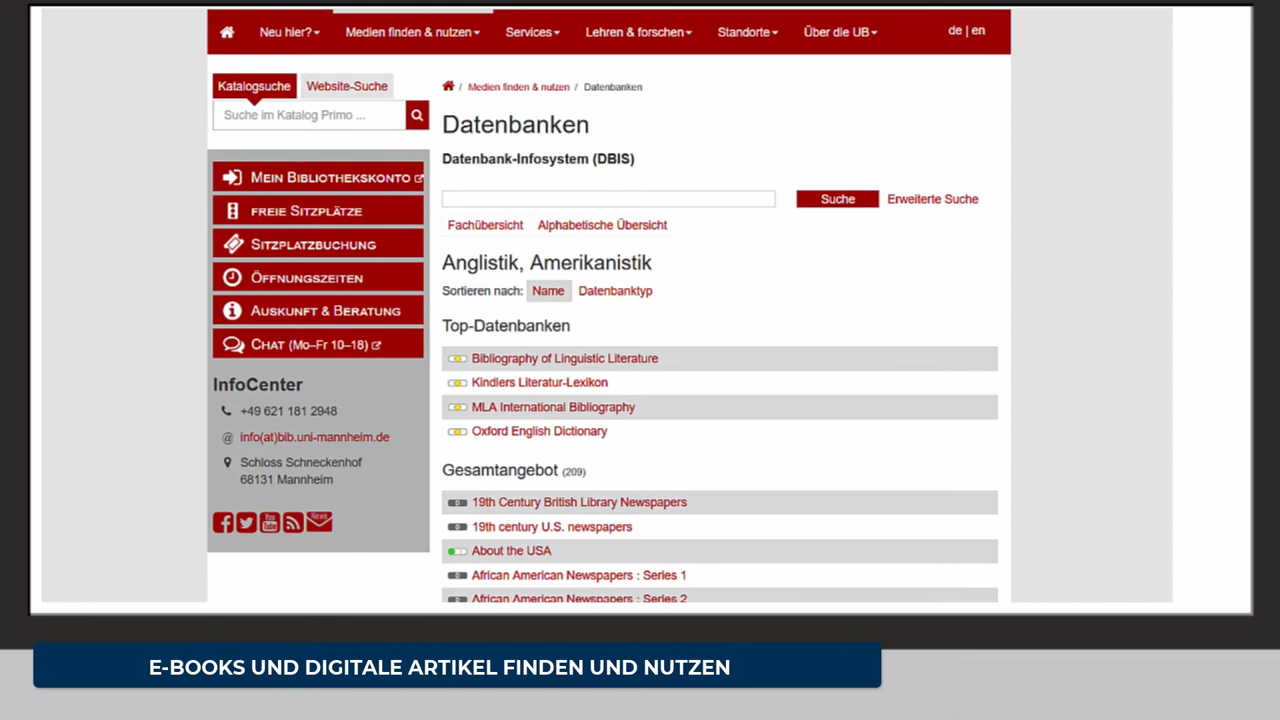 Neu hier?
Medien finden & nutzen
Services
Lehren & forschen
Standorte
Über die UB
de | en
Katalogsuche
Website-Suche
Suche im Katalog Primo ...
Mein Bibliothekskonto
freie Sitzplätze
Sitzplatzbuchung
Öffnungszeiten
Auskunft & Beratung
Chat (Mo–Fr 10–18)
InfoCenter
+49 621 181 2948
info(at)bib.uni-mannheim.de
Schloss Schneckenhof
68131 Mannheim
You
Tube
News
/ Medien finden & nutzen / Datenbanken
Datenbanken
Datenbank-Infosystem (DBIS)
Suche
Erweiterte Suche
Fachübersicht
Alphabetische Übersicht
Anglistik, Amerikanistik
Sortieren nach: Name Datenbanktyp
Top-Datenbanken
Bibliography of Linguistic Literature
Kindlers Literatur-Lexikon
MLA International Bibliography
Oxford English Dictionary
Gesamtangebot (209)
19th Century British Library Newspapers
19th century U.S. newspapers
About the USA
African American Newspapers : Series 1
African American Newspapers : Series 2
E-BOOKS UND DIGITALE ARTIKEL FINDEN UND NUTZEN